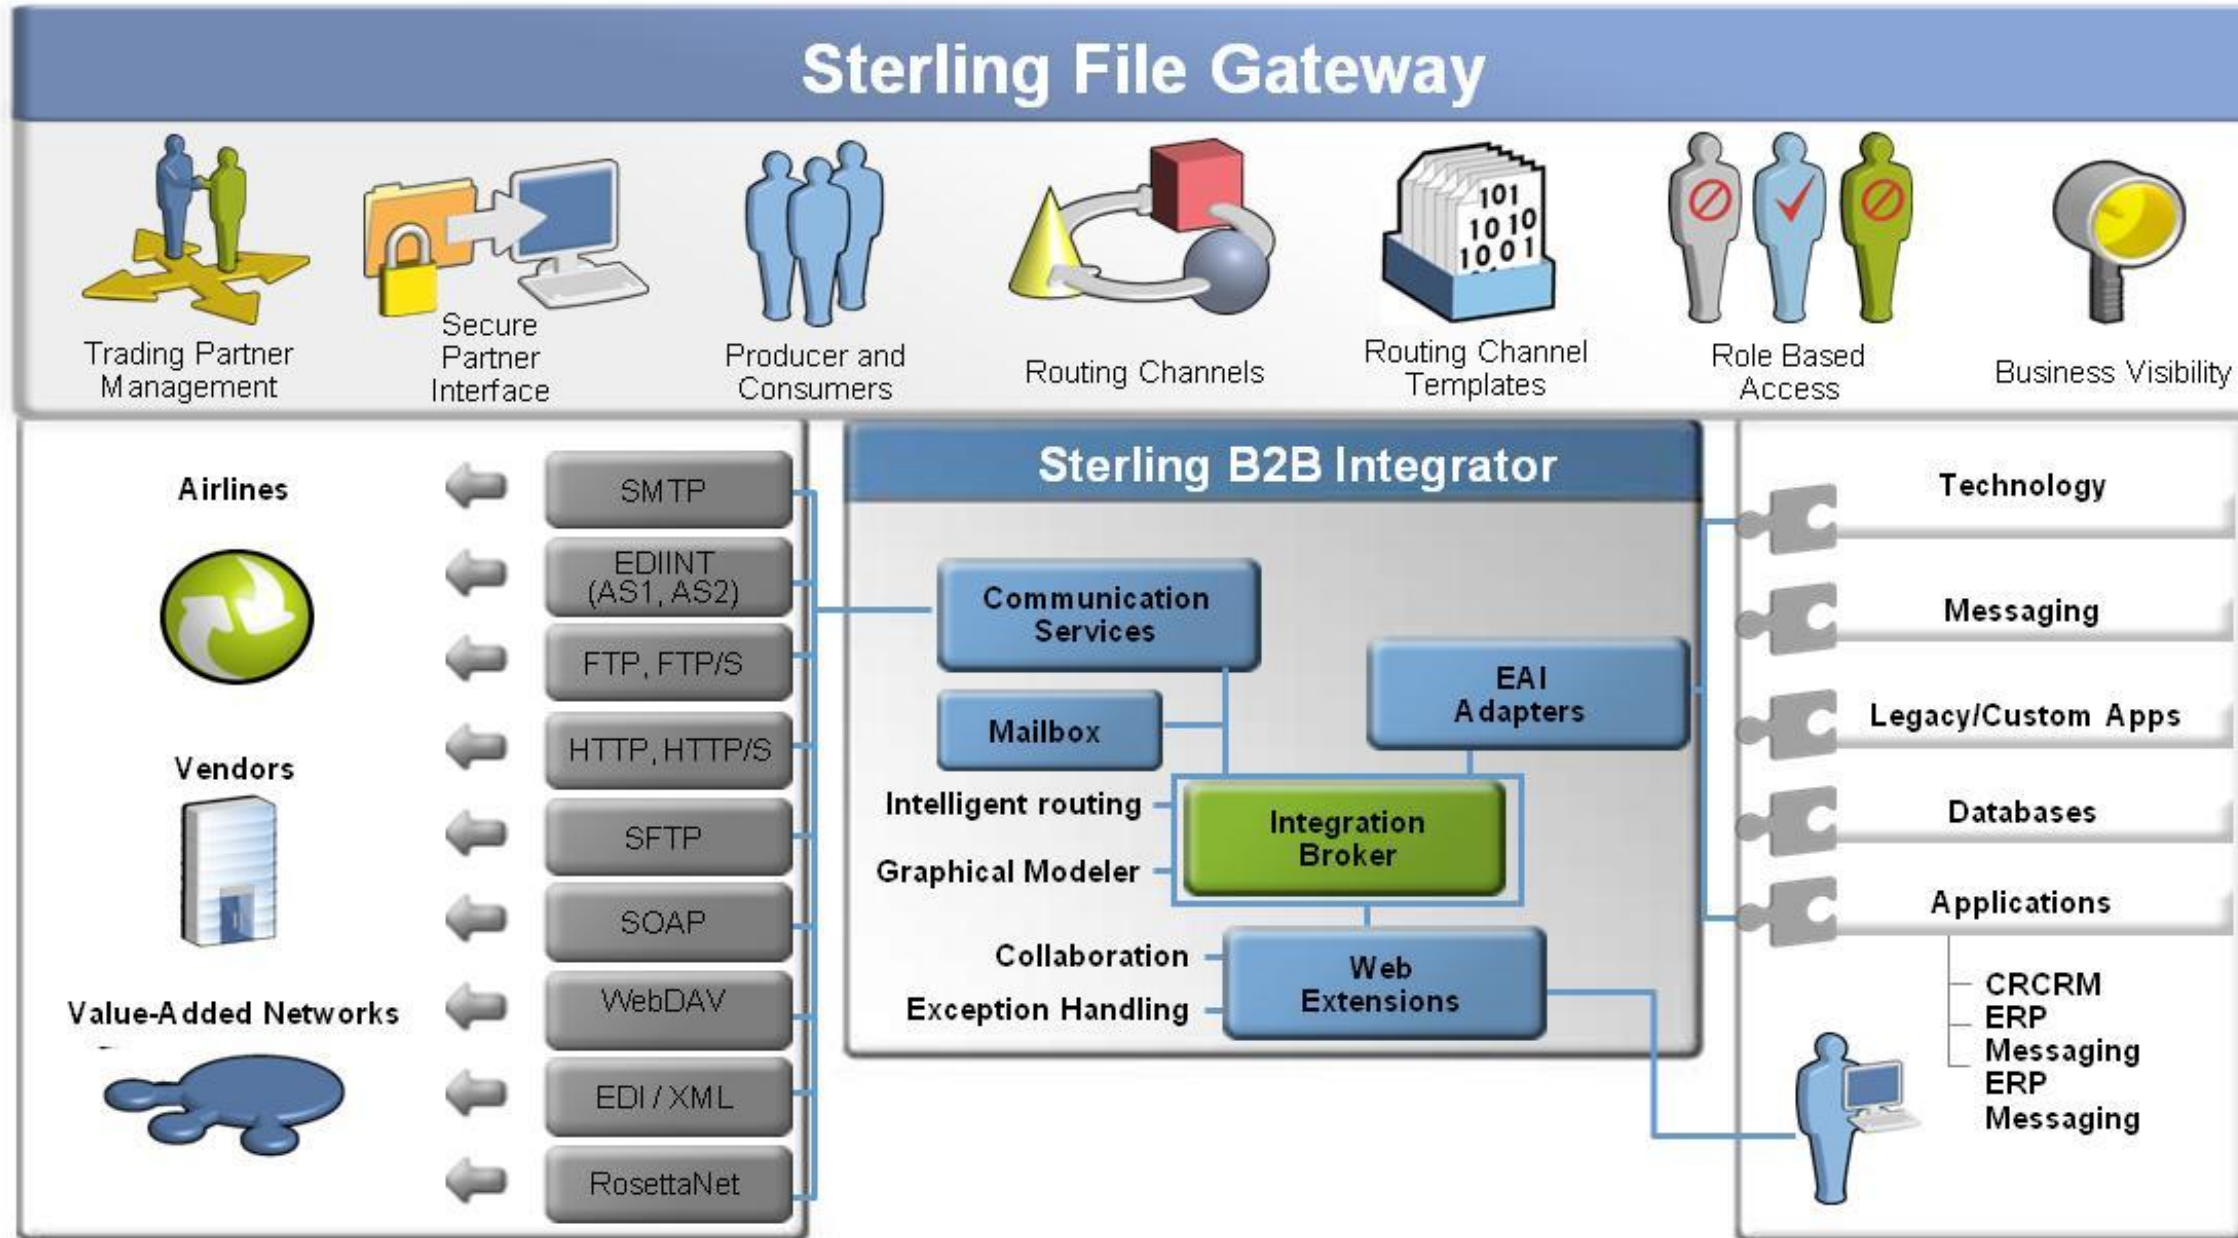 Sterling File Gateway
Trading Partner
Management
Secure
Partner
Interface
Producer and
Consumers
Routing Channels
Routing Channel
Templates
Role Based
Access
Business Visibility
101
1010
1001
Airlines
Vendors
Value-Added Networks
SMTP
EDIINT
(AS1, AS2)
FTP, FTP/S
HTTP, HTTP/S
SFTP
SOAP
WebDAV
EDI / XML
RosettaNet
Sterling B2B Integrator
Communication
Services
Mailbox
EAI
Adapters
Intelligent routing
Graphical Modeler
Integration
Broker
Collaboration
Exception Handling
Web
Extensions
Technology
Messaging
Legacy/Custom Apps
Databases
Applications
CRCRM
ERP
Messaging
ERP
Messaging